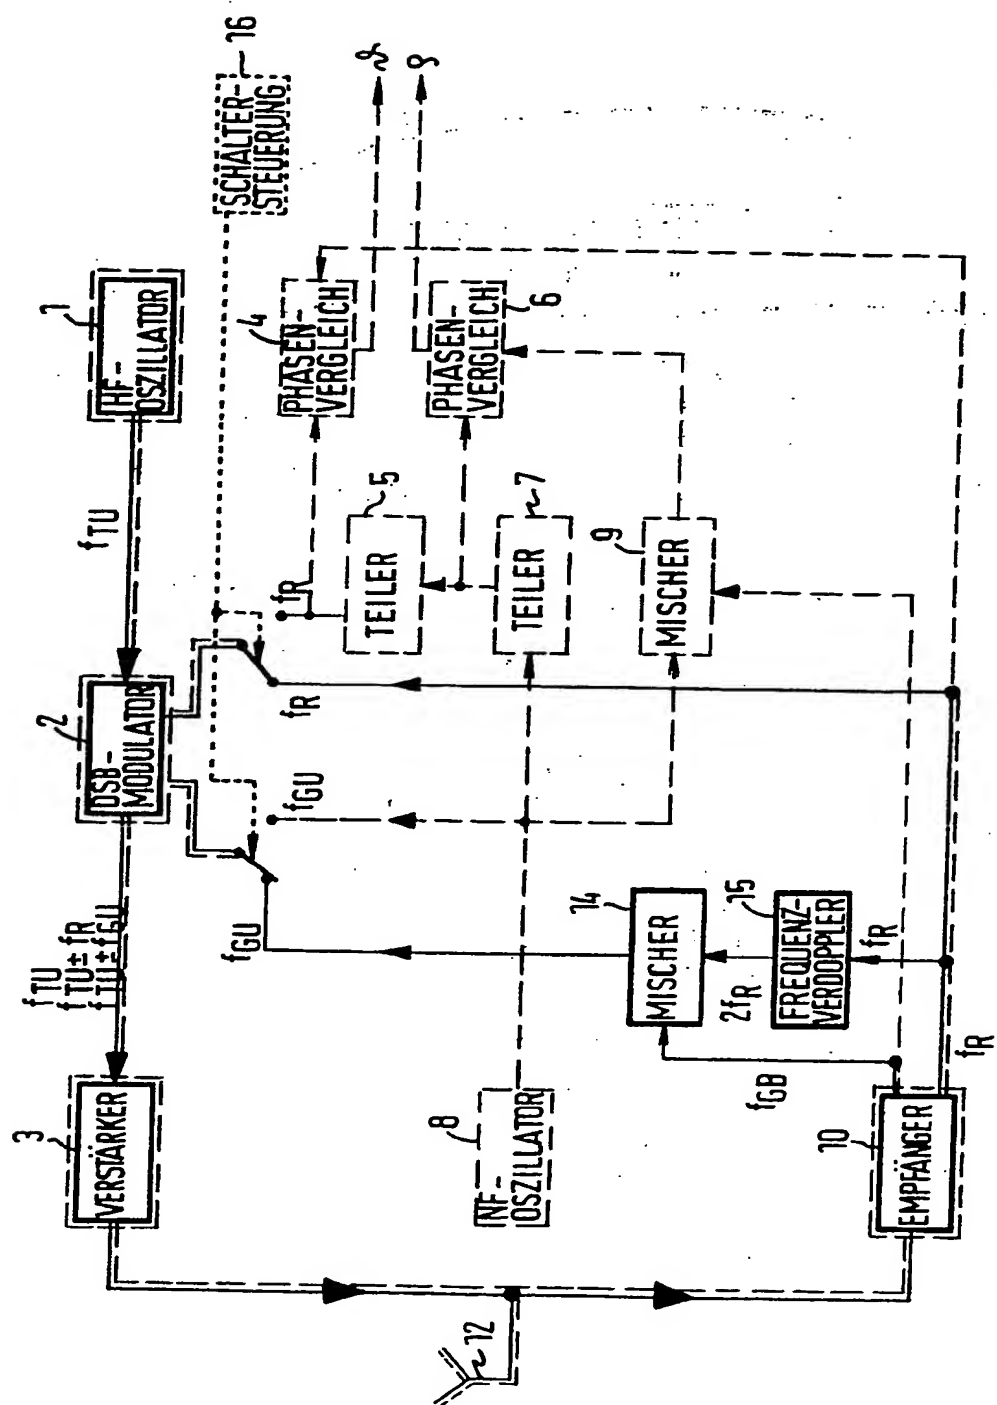 3
VERSTÄRKER
fTU
fTU±fR
fTU±fGU
2
DSB-
MODULATOR
fTU
1
HF-
OSZILLATOR
16
SCHALTER-
STEUERUNG
fGU
fGU
fR
fR
4
PHASEN-
VERGLEICH
ϑ
5
TEILER
6
PHASEN-
VERGLEICH
ϱ
8
NF-
OSZILLATOR
7
TEILER
12
14
MISCHER
9
MISCHER
2fR
15
FREQUENZ-
VERDOPPLER
fGB
fR
10
EMPFÄNGER
fR